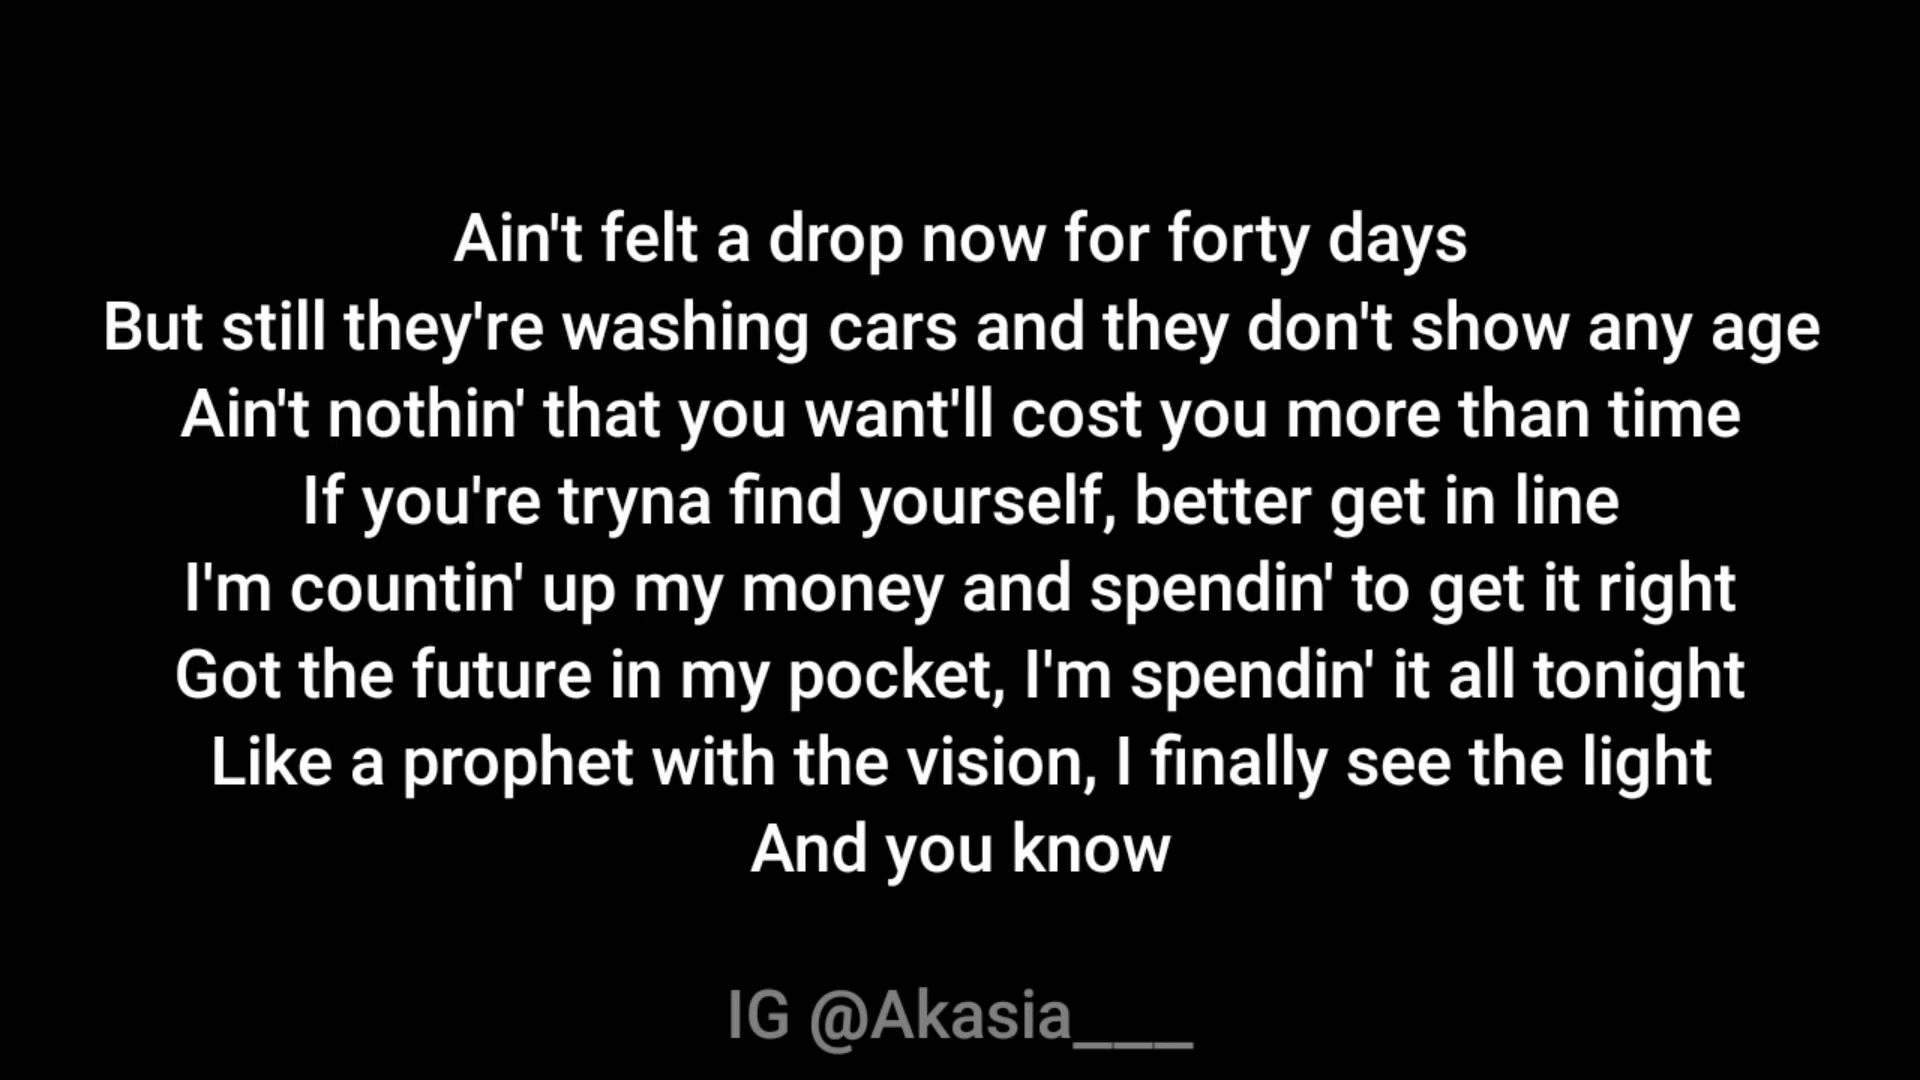 Ain't felt a drop now for forty days
But still they're washing cars and they don't show any age
Ain't nothin' that you want'll cost you more than time
If you're tryna find yourself, better get in line
I'm countin' up my money and spendin' to get it right
Got the future in my pocket, I'm spendin' it all tonight
Like a prophet with the vision, I finally see the light
And you know
IG @Akasia___